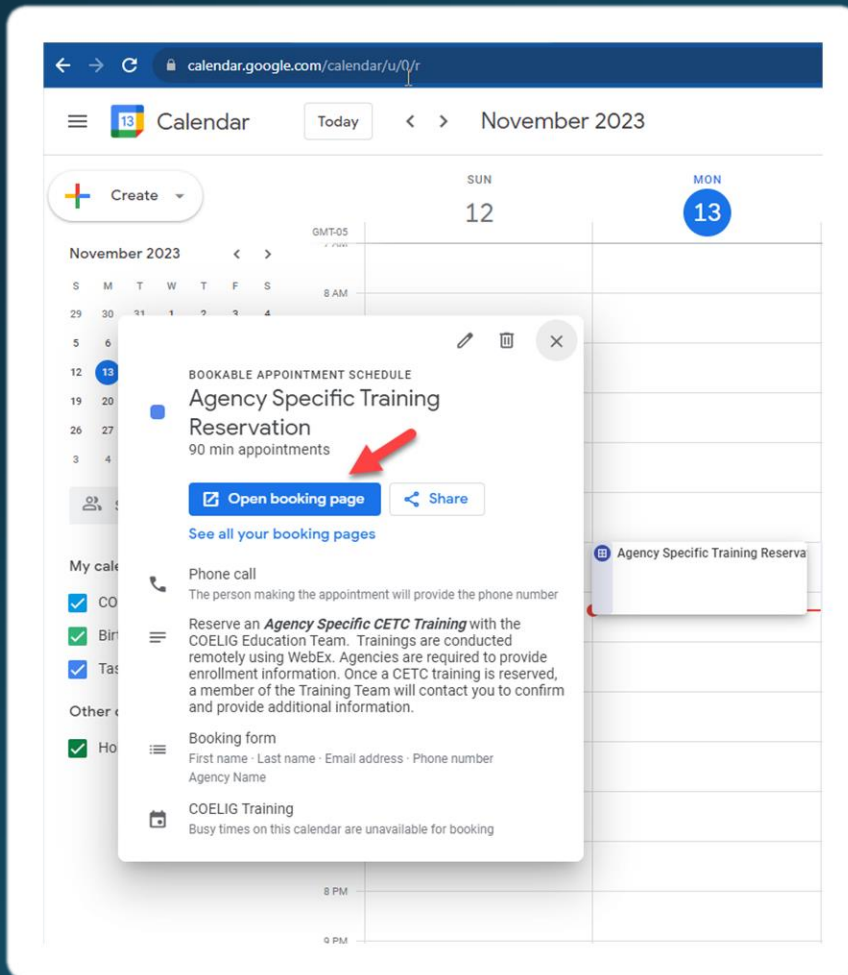 calendar.google.com/calendar/u/0/r
13 Calendar Today November 2023
Create
SUN MON
12 13
GMT-05
November 2023
S M T W T F S
8 AM
29 30 31 1 2 3 4
5 6
12 13
19 20
26 27
3 4
BOOKABLE APPOINTMENT SCHEDULE
Agency Specific Training
Reservation
90 min appointments
Open booking page Share
See all your booking pages
Phone call
The person making the appointment will provide the phone number
Reserve an Agency Specific CETC Training with the
COELIG Education Team. Trainings are conducted
remotely using WebEx. Agencies are required to provide
enrollment information. Once a CETC training is reserved,
a member of the Training Team will contact you to confirm
and provide additional information.
Booking form
First name · Last name · Email address · Phone number
Agency Name
COELIG Training
Busy times on this calendar are unavailable for booking
My cale
CO
Bir
Tas
Other
Ho
Agency Specific Training Reserva
8 PM
9 PM